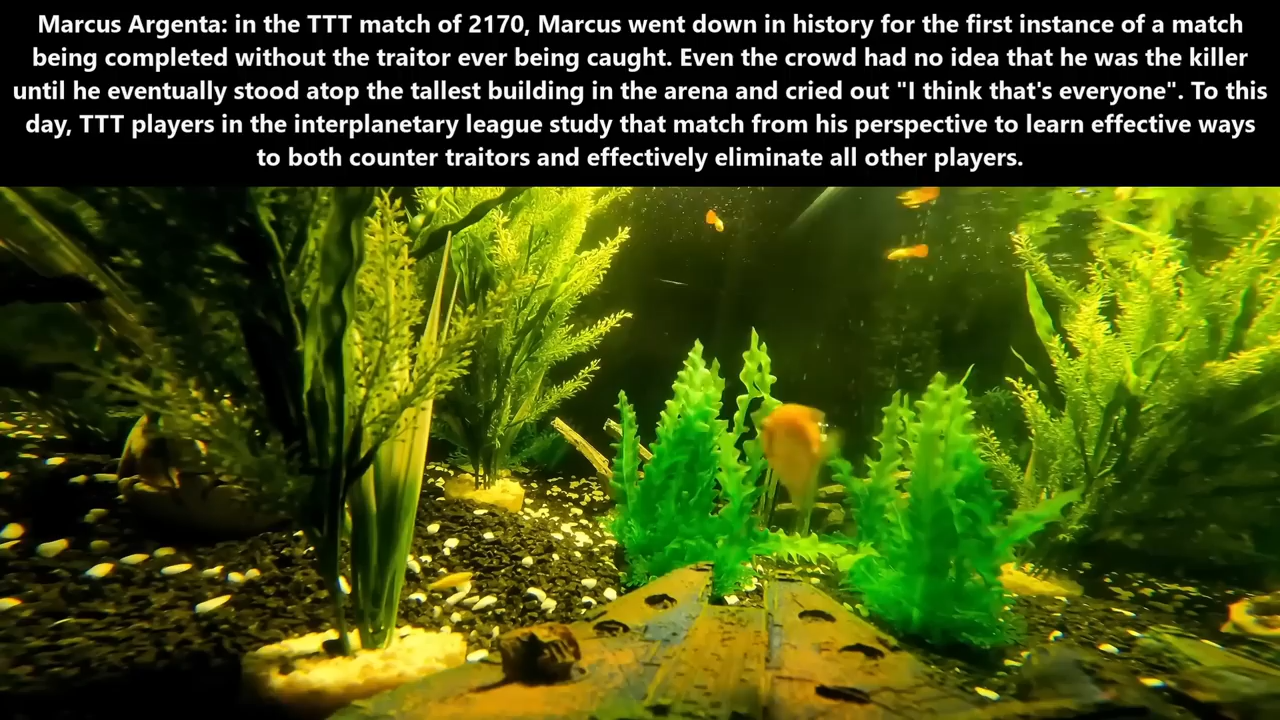 Marcus Argenta: in the TTT match of 2170, Marcus went down in history for the first instance of a match
being completed without the traitor ever being caught. Even the crowd had no idea that he was the killer
until he eventually stood atop the tallest building in the arena and cried out "I think that's everyone". To this
day, TTT players in the interplanetary league study that match from his perspective to learn effective ways
to both counter traitors and effectively eliminate all other players.